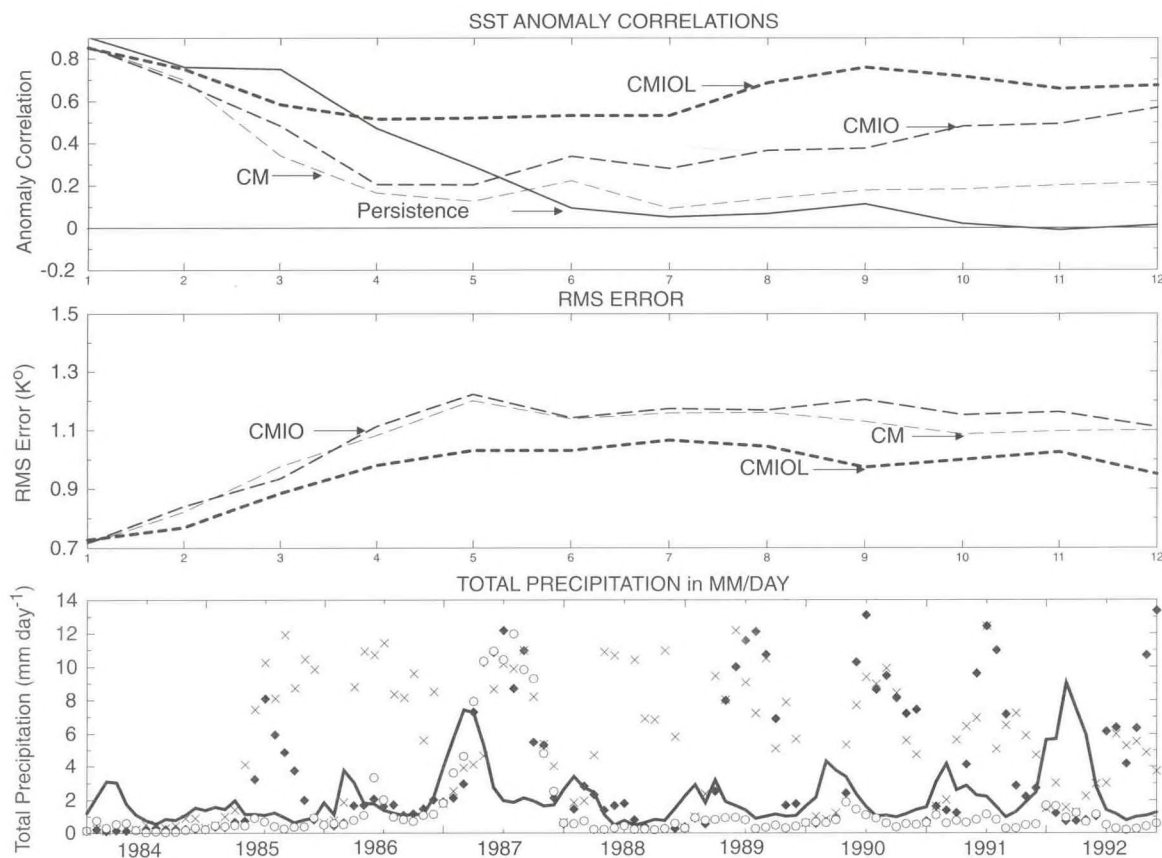 SST ANOMALY CORRELATIONS
Anomaly Correlation
0.8
0.6
0.4
0.2
0
-0.2
CMIOL
CMIO
CM
Persistence
1 2 3 4 5 6 7 8 9 10 11 12
RMS ERROR
RMS Error (K°)
1.5
1.3
1.1
0.9
0.7
CMIO
CM
CMIOL
1 2 3 4 5 6 7 8 9 10 11 12
TOTAL PRECIPITATION in MM/DAY
Total Precipitation (mm day-1)
14
12
10
8
6
4
2
0
1984 1985 1986 1987 1988 1989 1990 1991 1992